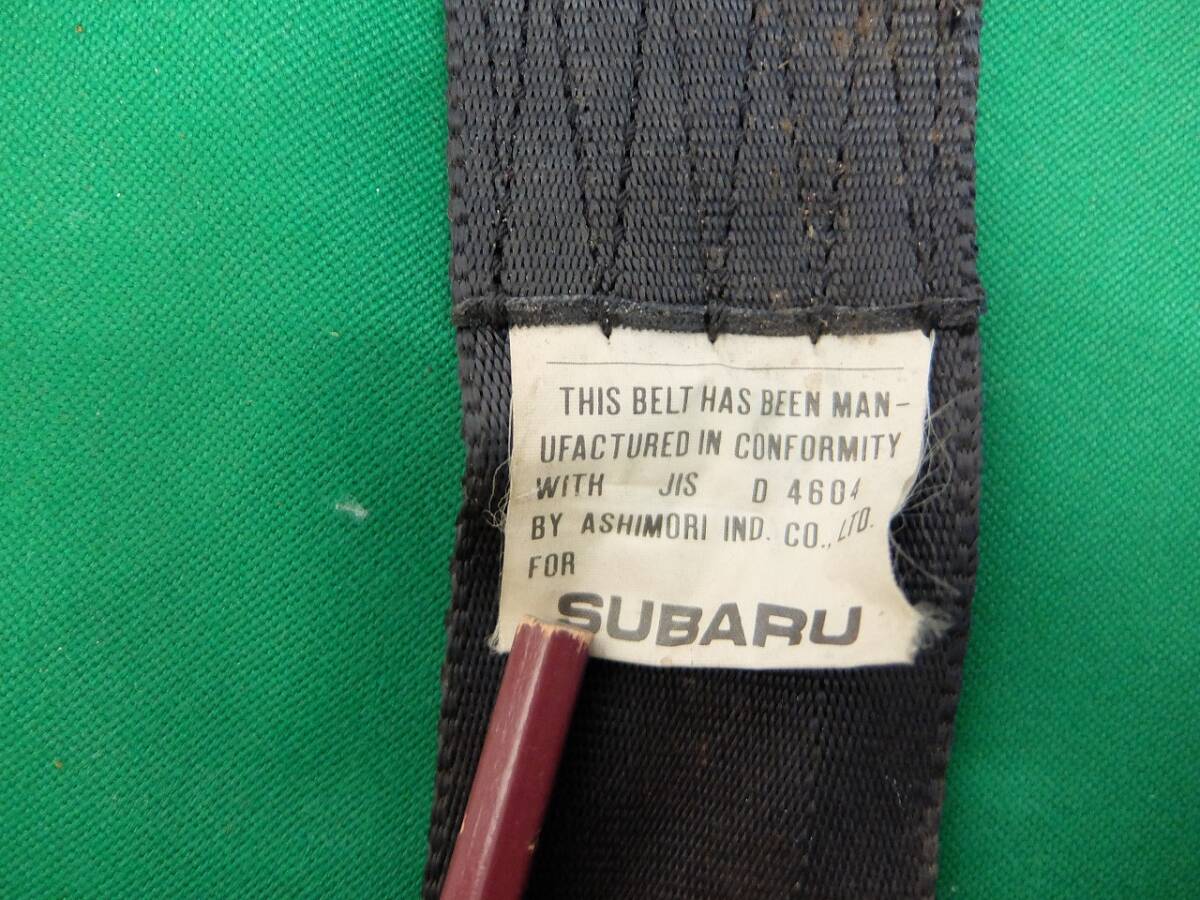 THIS BELT HAS BEEN MAN-
UFACTURED IN CONFORMITY
WITH JIS D 4604
BY ASHIMORI IND. CO., LTD.
FOR
SUBARU